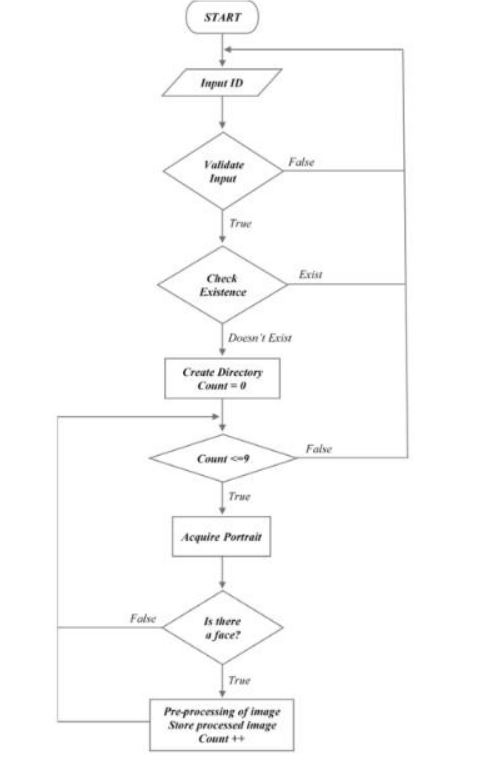 START
Input ID
Validate
Input
False
True
Check
Existence
Exist
Doesn't Exist
Create Directory
Count = 0
Count <=9
False
True
Acquire Portrait
Is there
a face?
False
True
Pre-processing of image
Store processed image
Count ++